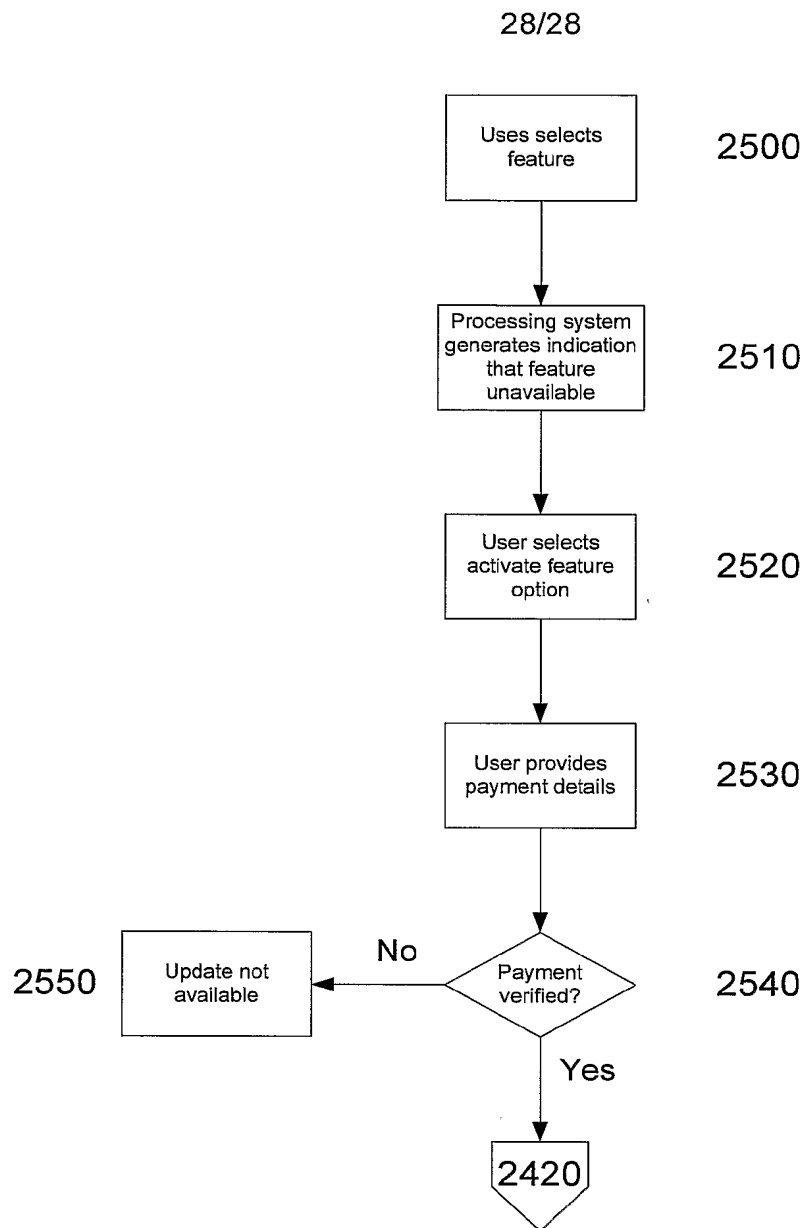 28/28
Uses selects
feature
2500
Processing system
generates indication
that feature
unavailable
2510
User selects
activate feature
option
2520
User provides
payment details
2530
Payment
verified?
2540
No
Update not
available
2550
Yes
2420